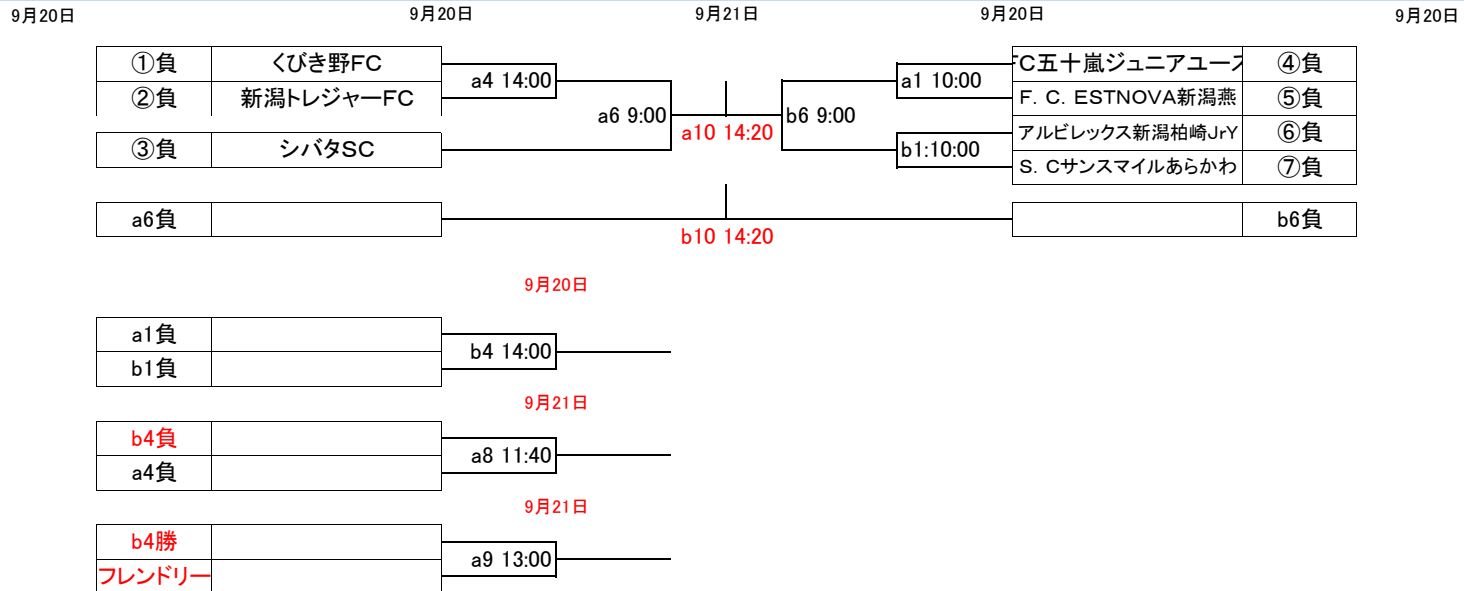 9月20日 9月20日 9月21日 9月20日 9月20日
①負 くびき野FC a4 14:00 a1 10:00 FC五十嵐ジュニアユース ④負
②負 新潟トレジャーFC F. C. ESTNOVA新潟燕 ⑤負
a6 9:00 a10 14:20 b6 9:00
アルビレックス新潟柏崎JrY ⑥負
③負 シバタSC b1:10:00 S. Cサンスマイルあらかわ ⑦負
a6負 b6負
b10 14:20
9月20日
a1負
b4 14:00
b1負
9月21日
b4負
a8 11:40
a4負
9月21日
b4勝
a9 13:00
フレンドリー